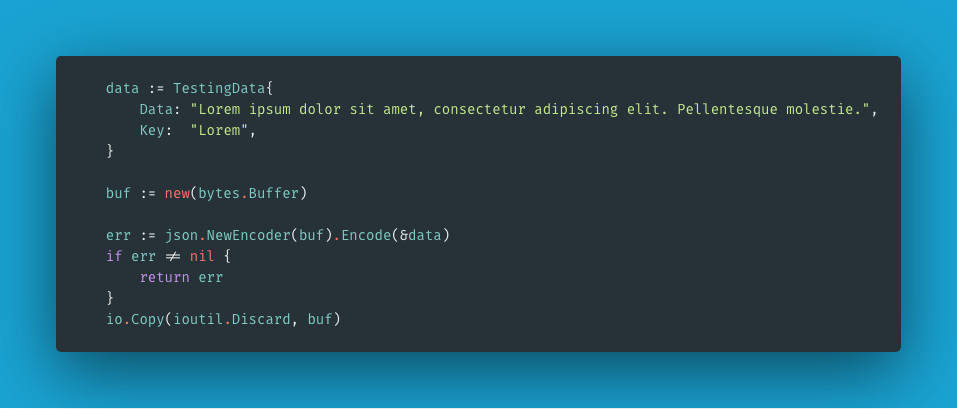 data := TestingData{
    Data: "Lorem ipsum dolor sit amet, consectetur adipiscing elit. Pellentesque molestie.",
    Key:  "Lorem",
}

buf := new(bytes.Buffer)

err := json.NewEncoder(buf).Encode(&data)
if err != nil {
    return err
}
io.Copy(ioutil.Discard, buf)